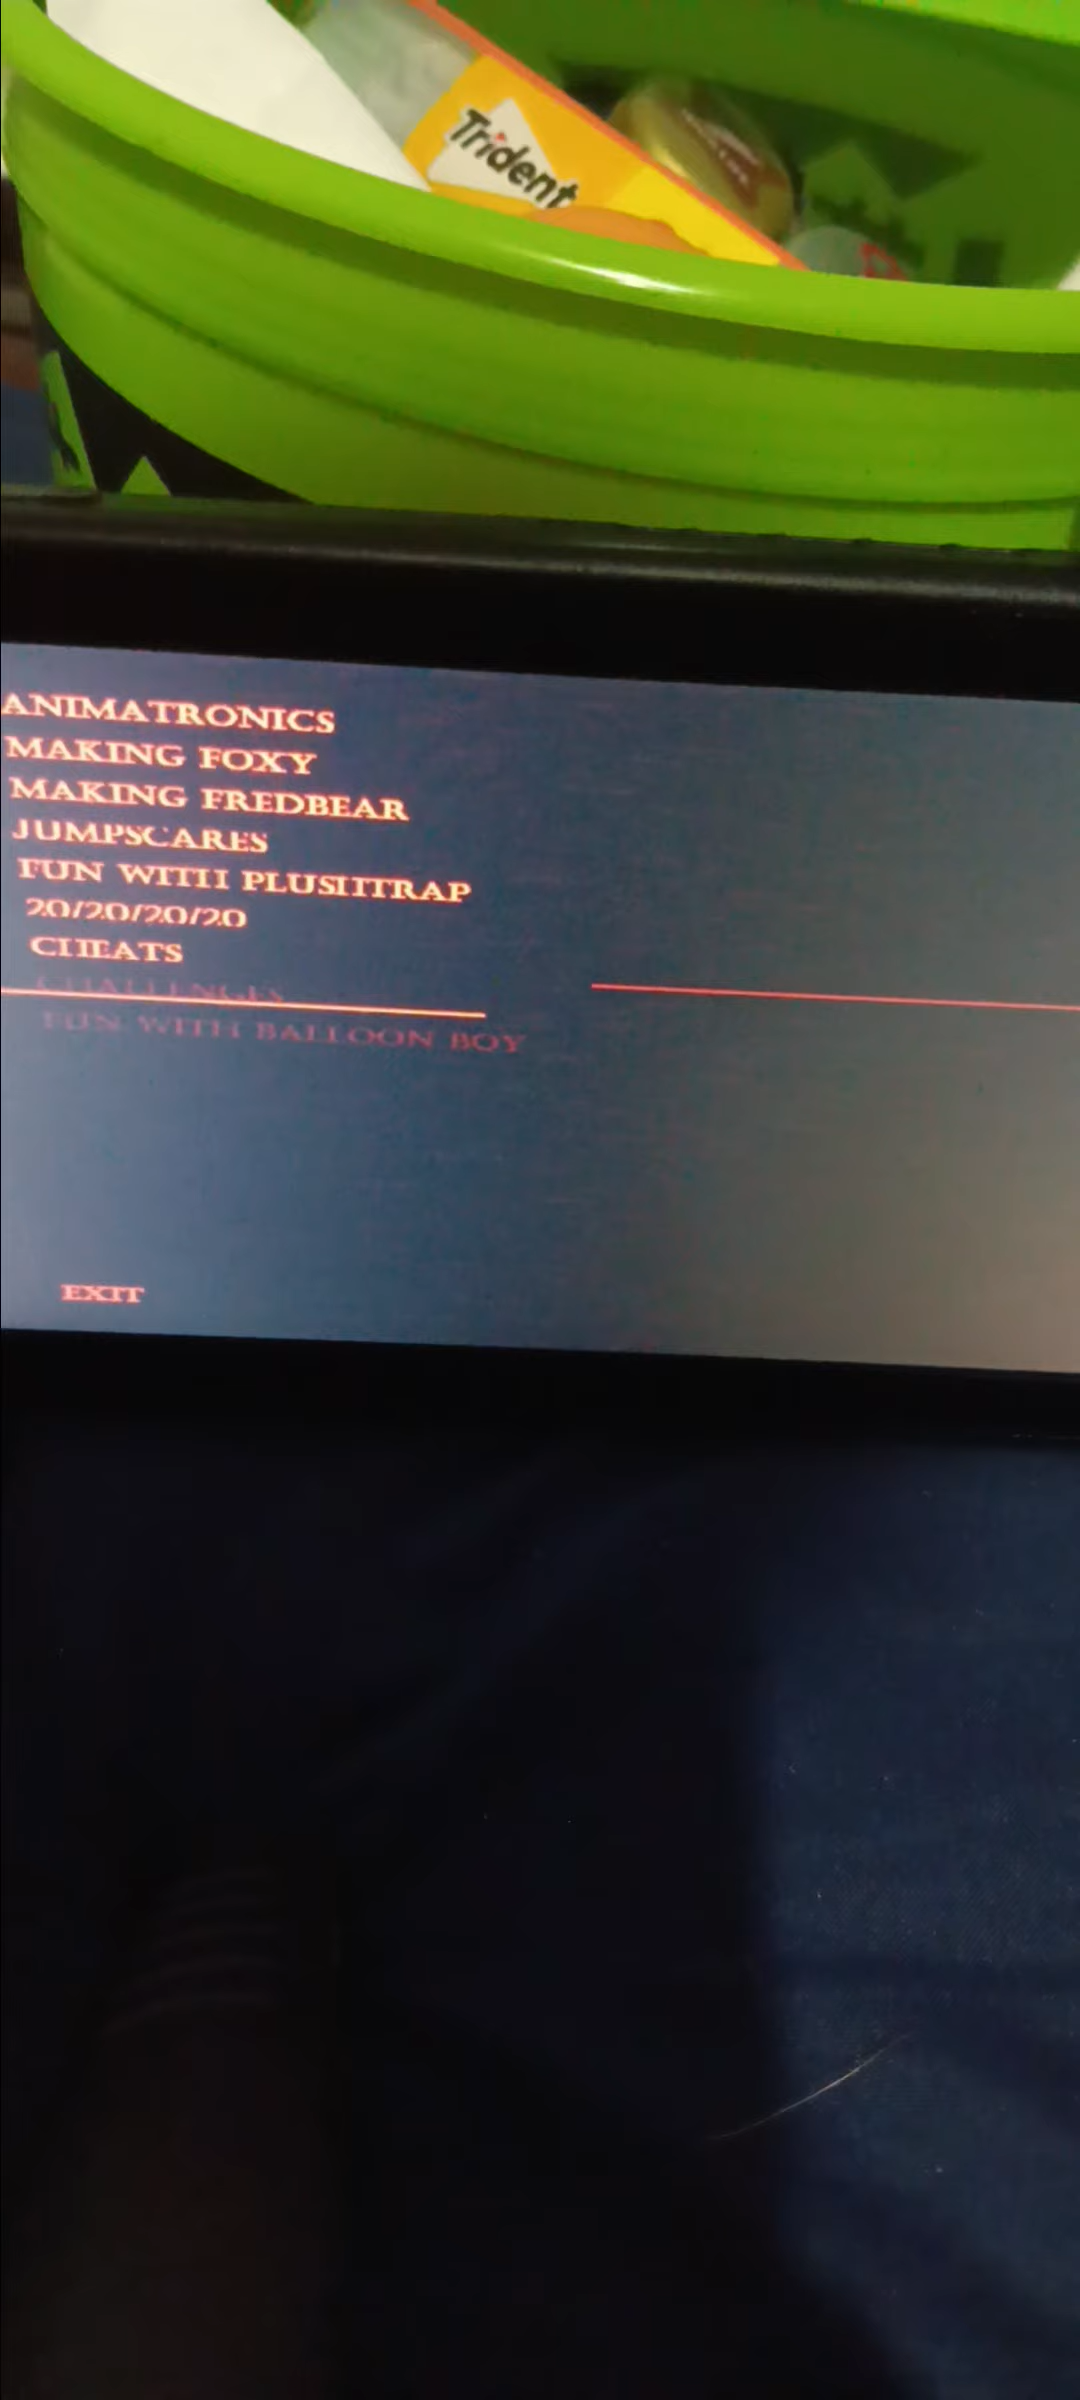 Trident
ANIMATRONICS
MAKING FOXY
MAKING FREDBEAR
JUMPSCARES
FUN WITH PLUSHTRAP
20/20/20/20
CHEATS
CHALLENGES
FUN WITH BALLOON BOY
EXIT